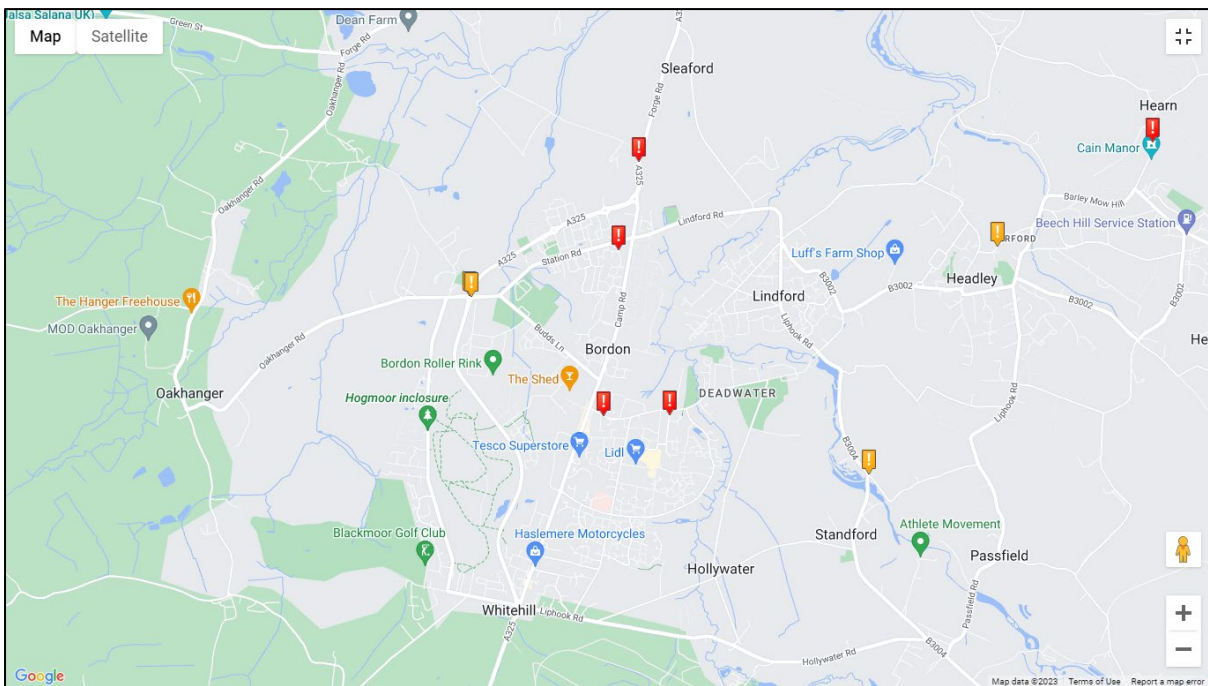 alsa Salana UK)
Green St
Dean Farm
Map
Satellite
Forge Rd
Sleaford
Forge Rd
Oakhanger Rd
Hearn
Cain Manor
A325
Oakhanger Rd
Barley Mow Hill
A325
Lindford Rd
Beech Hill Service Station
RFORD
Station Rd
A325
Luff's Farm Shop
Headley
B3002
B3002
B3002
B3002
Lindford
The Hanger Freehouse
MOD Oakhanger
Camp Rd
Liphook Rd
Budds Ln
Oakhanger Rd
Bordon
He
Bordon Roller Rink
The Shed
Oakhanger
Hogmoor inclosure
DEADWATER
Liphook Rd
Tesco Superstore
Lidl
B3004
Blackmoor Golf Club
Haslemere Motorcycles
Standford
Athlete Movement
Passfield
Hollywater
Passfield Rd
Whitehill
Liphook Rd
A325
Hollywater Rd
B3004
Google
Map data ©2023
Terms of Use
Report a map error